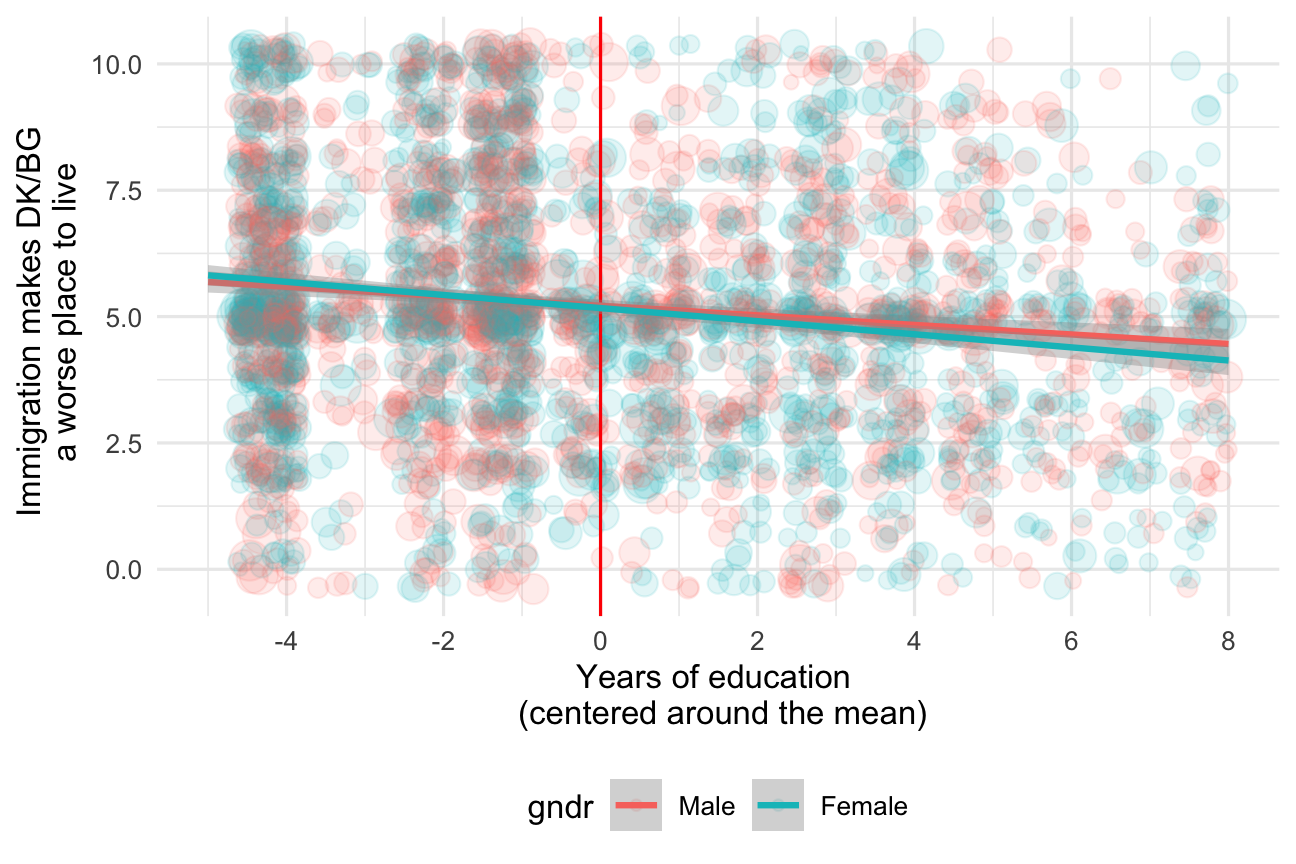 Immigration makes DK/BG
a worse place to live
10.0
7.5
5.0
2.5
0.0
-4 -2 0 2 4 6 8
Years of education
(centered around the mean)
gndr Male Female